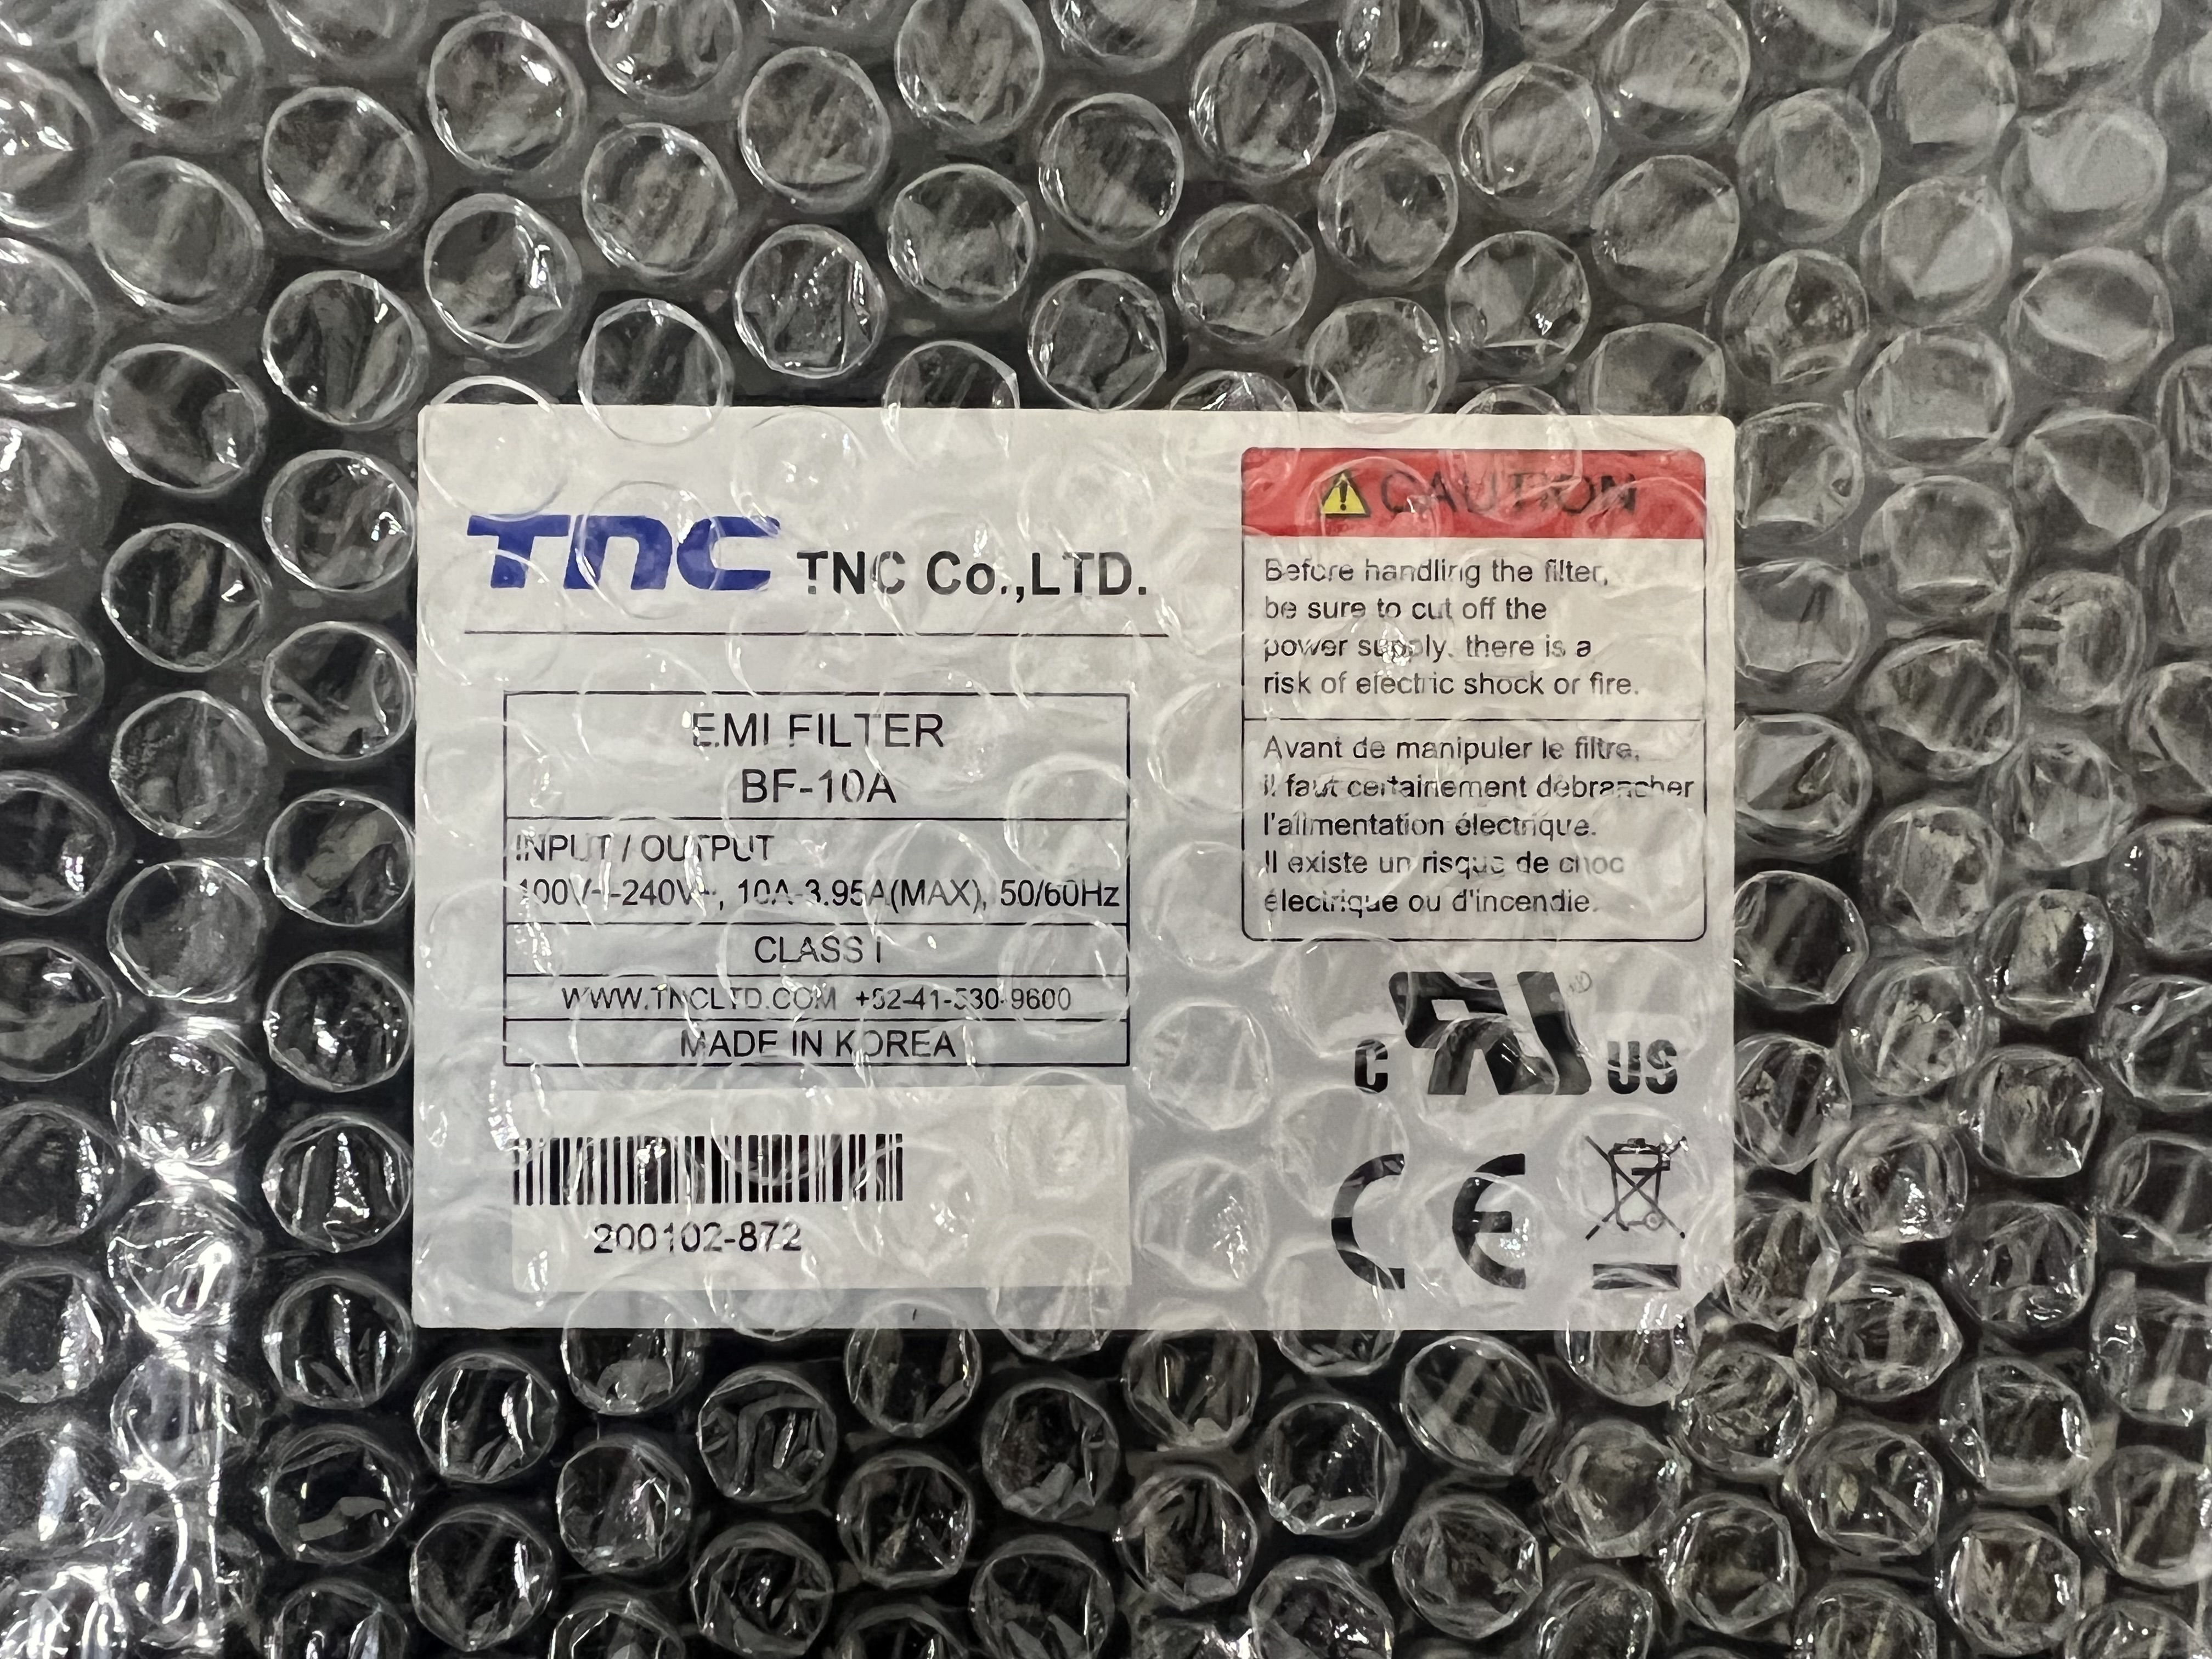 TNC TNC Co.,LTD.
EMI FILTER
BF-10A
INPUT / OUTPUT
100V~-240V~, 10A-3.95A(MAX), 50/60Hz
CLASS I
WWW.TNCLTD.COM +82-41-530-9600
MADE IN KOREA
200102-872
CAUTION
Before handling the filter,
be sure to cut off the
power supply. there is a
risk of electric shock or fire.
Avant de manipuler le filtre,
il faut certainement débrancher
l'alimentation électrique.
Il existe un risque de choc
électrique ou d'incendie.
C RU US
CE